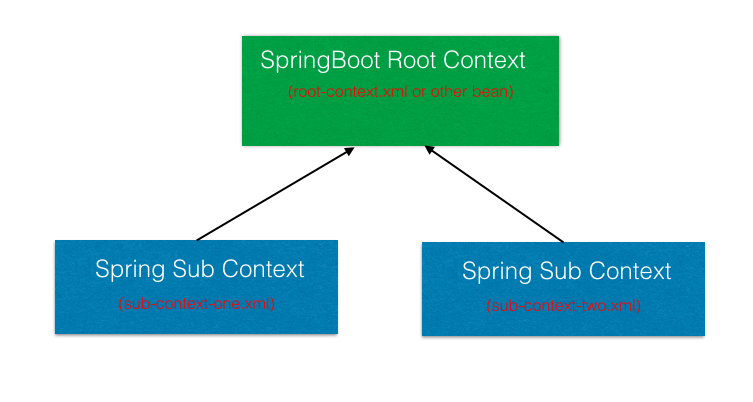 SpringBoot Root Context
(root-context.xml or other bean)
Spring Sub Context
(sub-context-one.xml)
Spring Sub Context
(sub-context-two.xml)